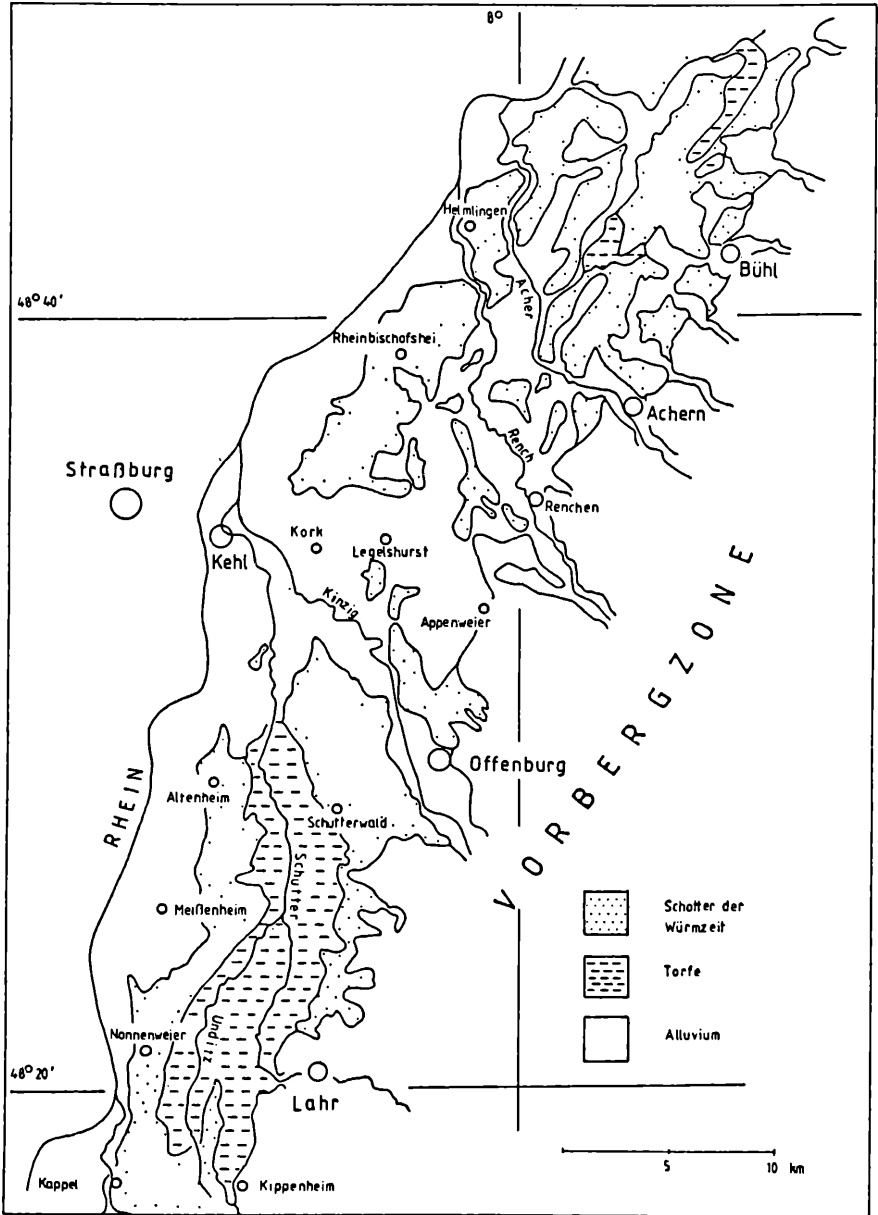 8°
Helmlingen
Bühl
48° 40'
Acher
Rheinbischofshei
Achern
Straßburg
Rench
Renchen
Kork
Legelshurst
Kehl
Kinzig
Appenweier
VORBERGZONE
Offenburg
RHEIN
Altenheim
Schutterwald
Schutter
Meißenheim
Schotter der
Würmzeit
Torfe
Nonnenweier
Unditz
Alluvium
48° 20'
Lahr
5 10 km
Kappel
Kippenheim